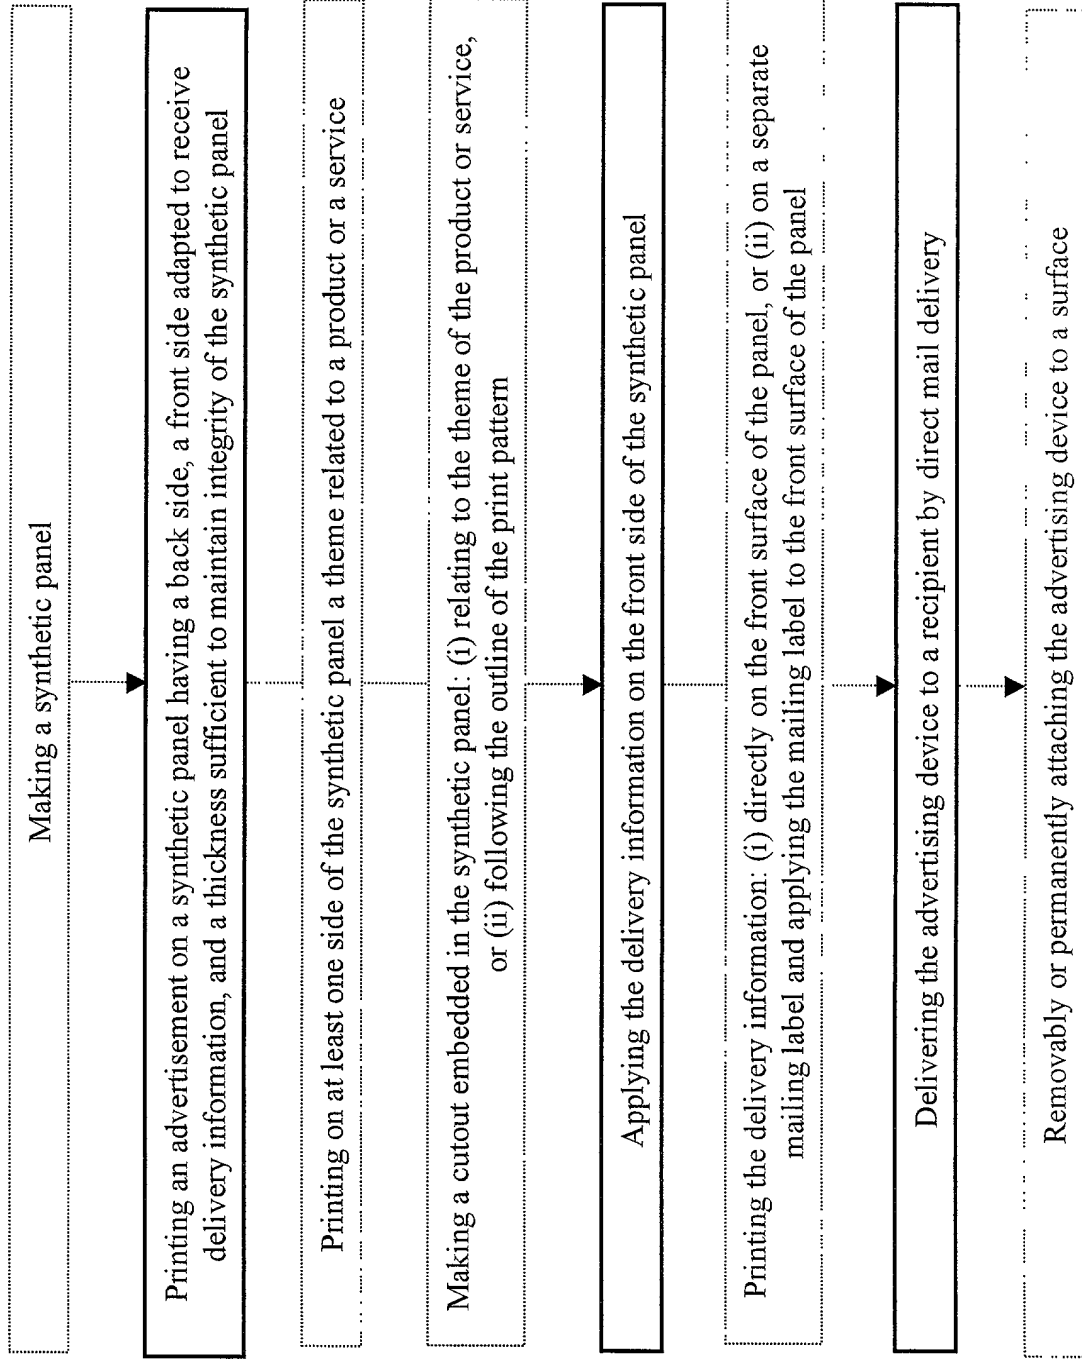 Making a synthetic panel
Printing an advertisement on a synthetic panel having a back side, a front side adapted to receive
delivery information, and a thickness sufficient to maintain integrity of the synthetic panel
Printing on at least one side of the synthetic panel a theme related to a product or a service
Making a cutout embedded in the synthetic panel: (i) relating to the theme of the product or service,
or (ii) following the outline of the print pattern
Applying the delivery information on the front side of the synthetic panel
Printing the delivery information: (i) directly on the front surface of the panel, or (ii) on a separate
mailing label and applying the mailing label to the front surface of the panel
Delivering the advertising device to a recipient by direct mail delivery
Removably or permanently attaching the advertising device to a surface